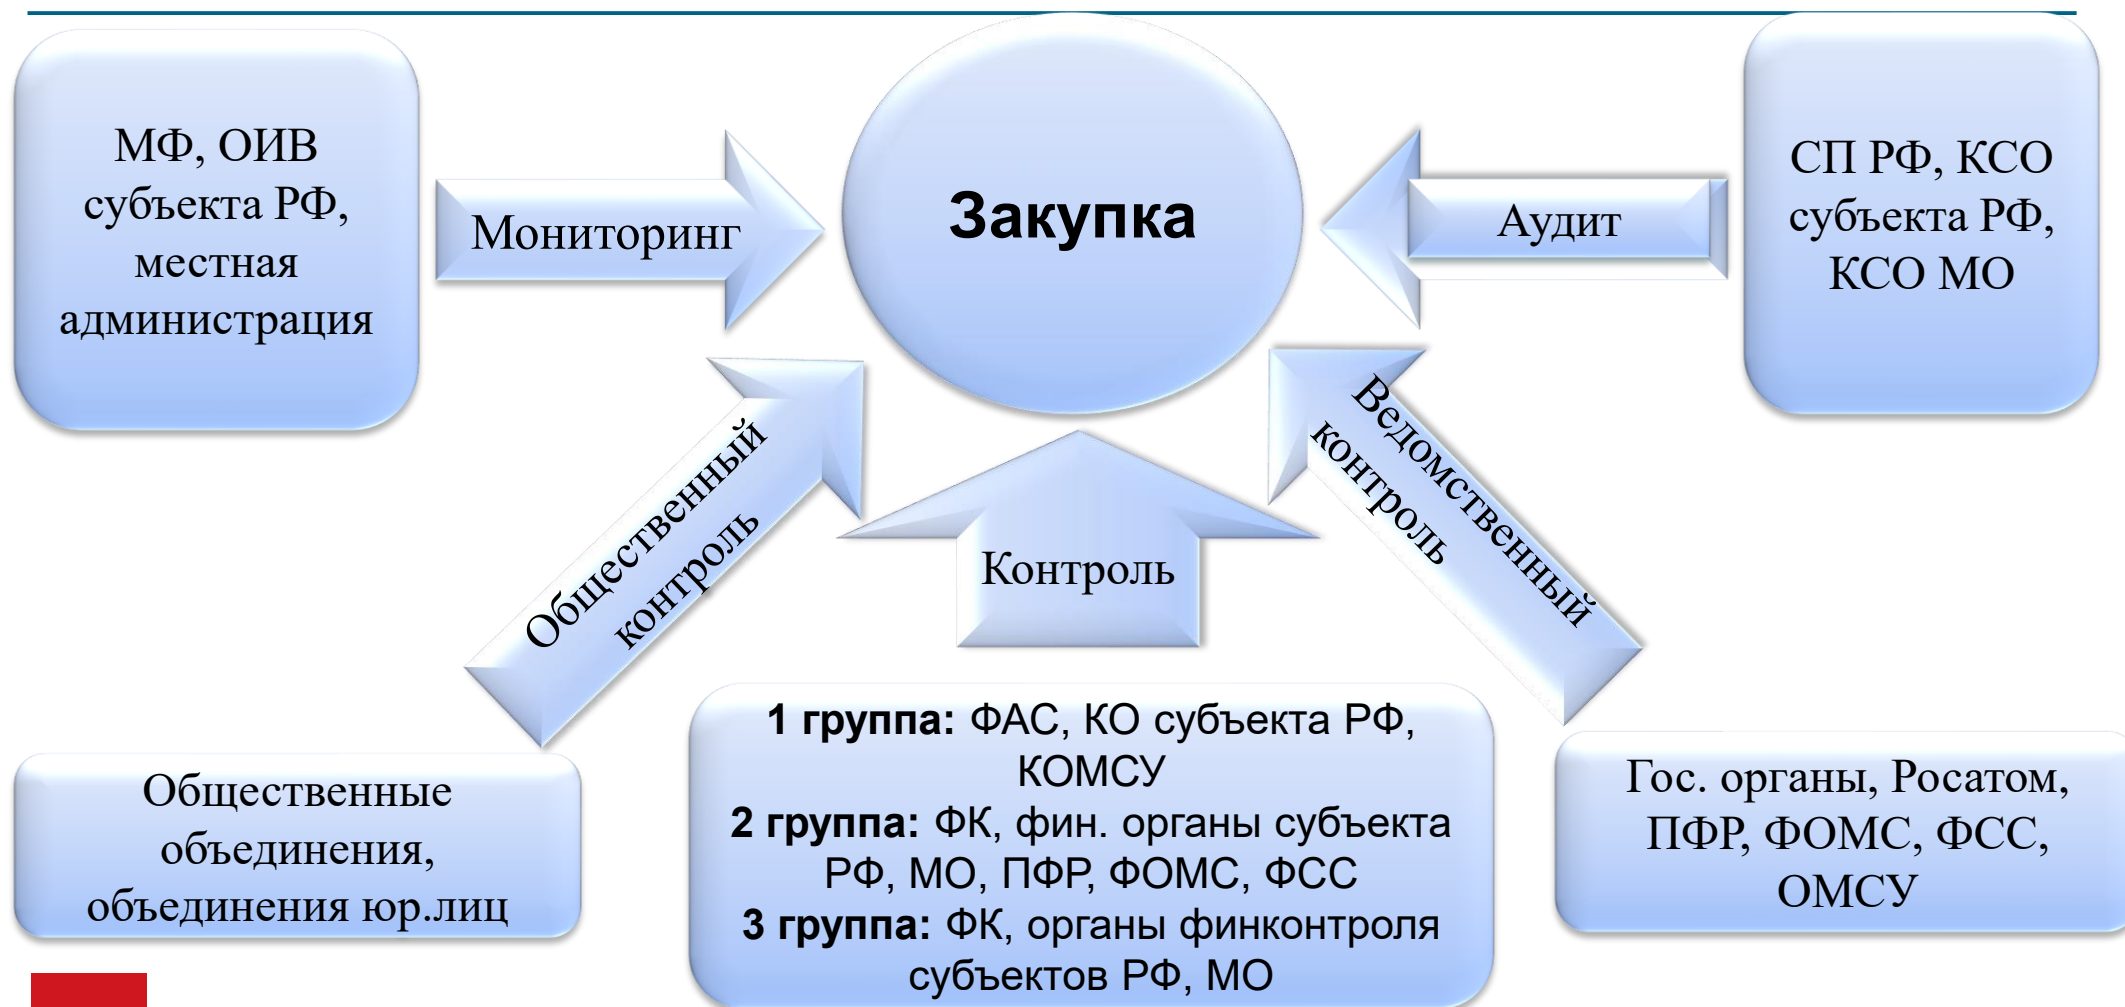 МФ, ОИВ
субъекта РФ,
местная
администрация
Мониторинг
Закупка
Аудит
СП РФ, КСО
субъекта РФ,
КСО МО
Общественный
контроль
Контроль
Ведомственный
контроль
Общественные
объединения,
объединения юр.лиц
1 группа: ФАС, КО субъекта РФ,
КОМСУ
2 группа: ФК, фин. органы субъекта
РФ, МО, ПФР, ФОМС, ФСС
3 группа: ФК, органы финконтроля
субъектов РФ, МО
Гос. органы, Росатом,
ПФР, ФОМС, ФСС,
ОМСУ